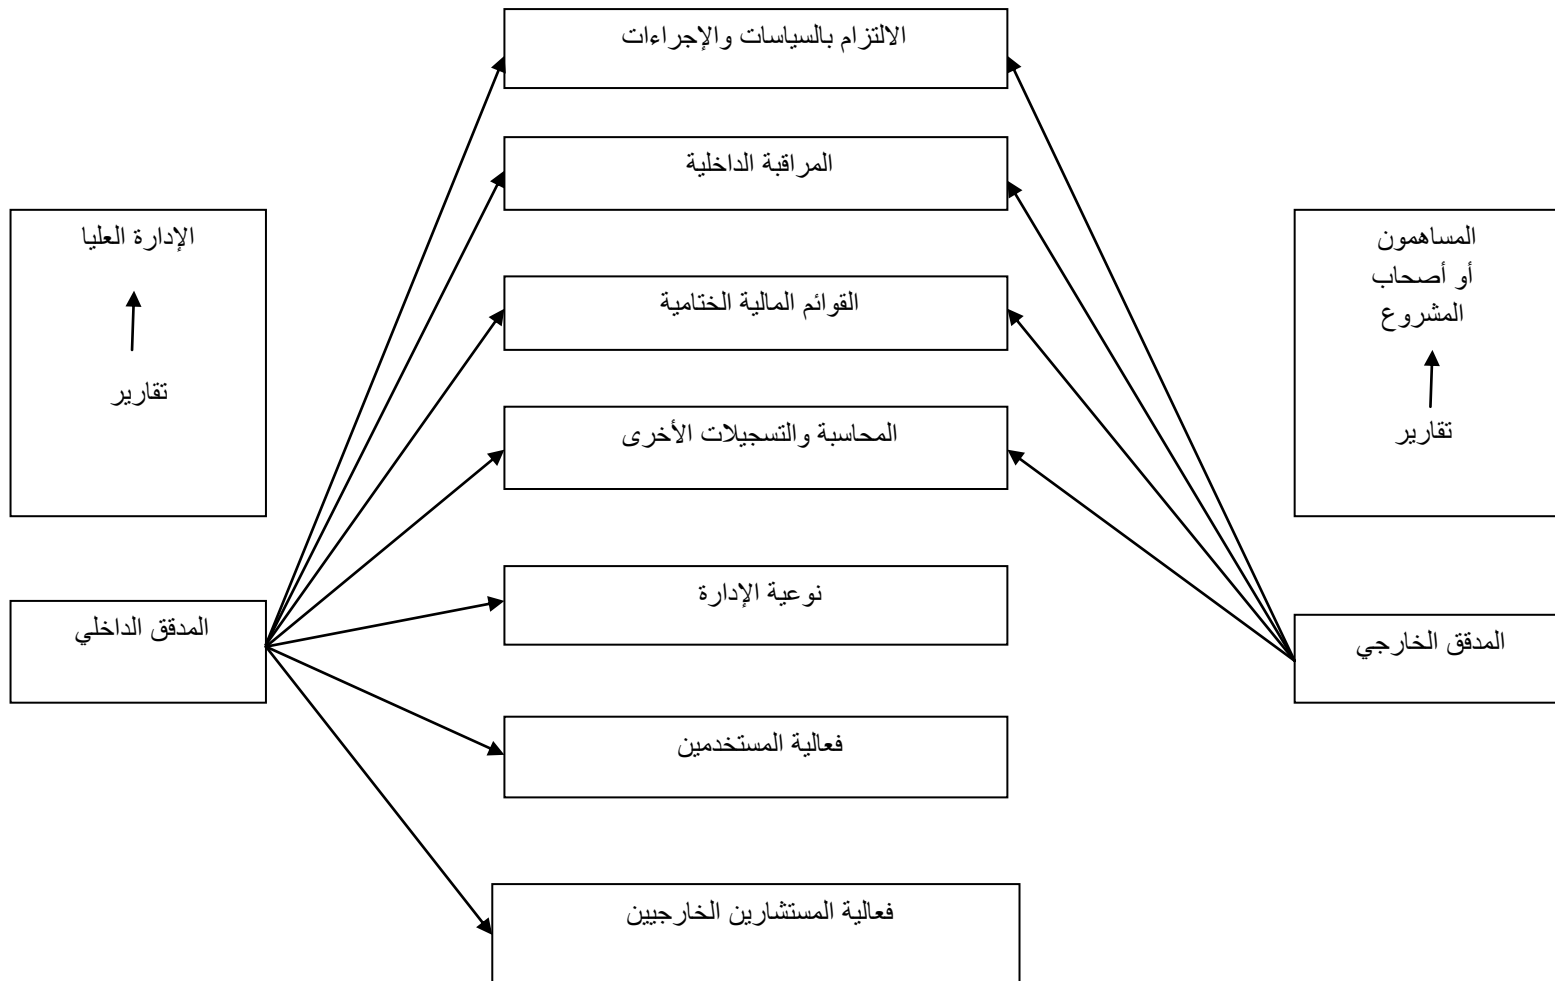 الالتزام بالسياسات والإجراءات
المراقبة الداخلية
المساهمون
أو أصحاب
المشروع
تقارير
الإدارة العليا
تقارير
القوائم المالية الختامية
المحاسبة والتسجيلات الأخرى
نوعية الإدارة
المدقق الخارجي
المدقق الداخلي
فعالية المستخدمين
فعالية المستشارين الخارجيين